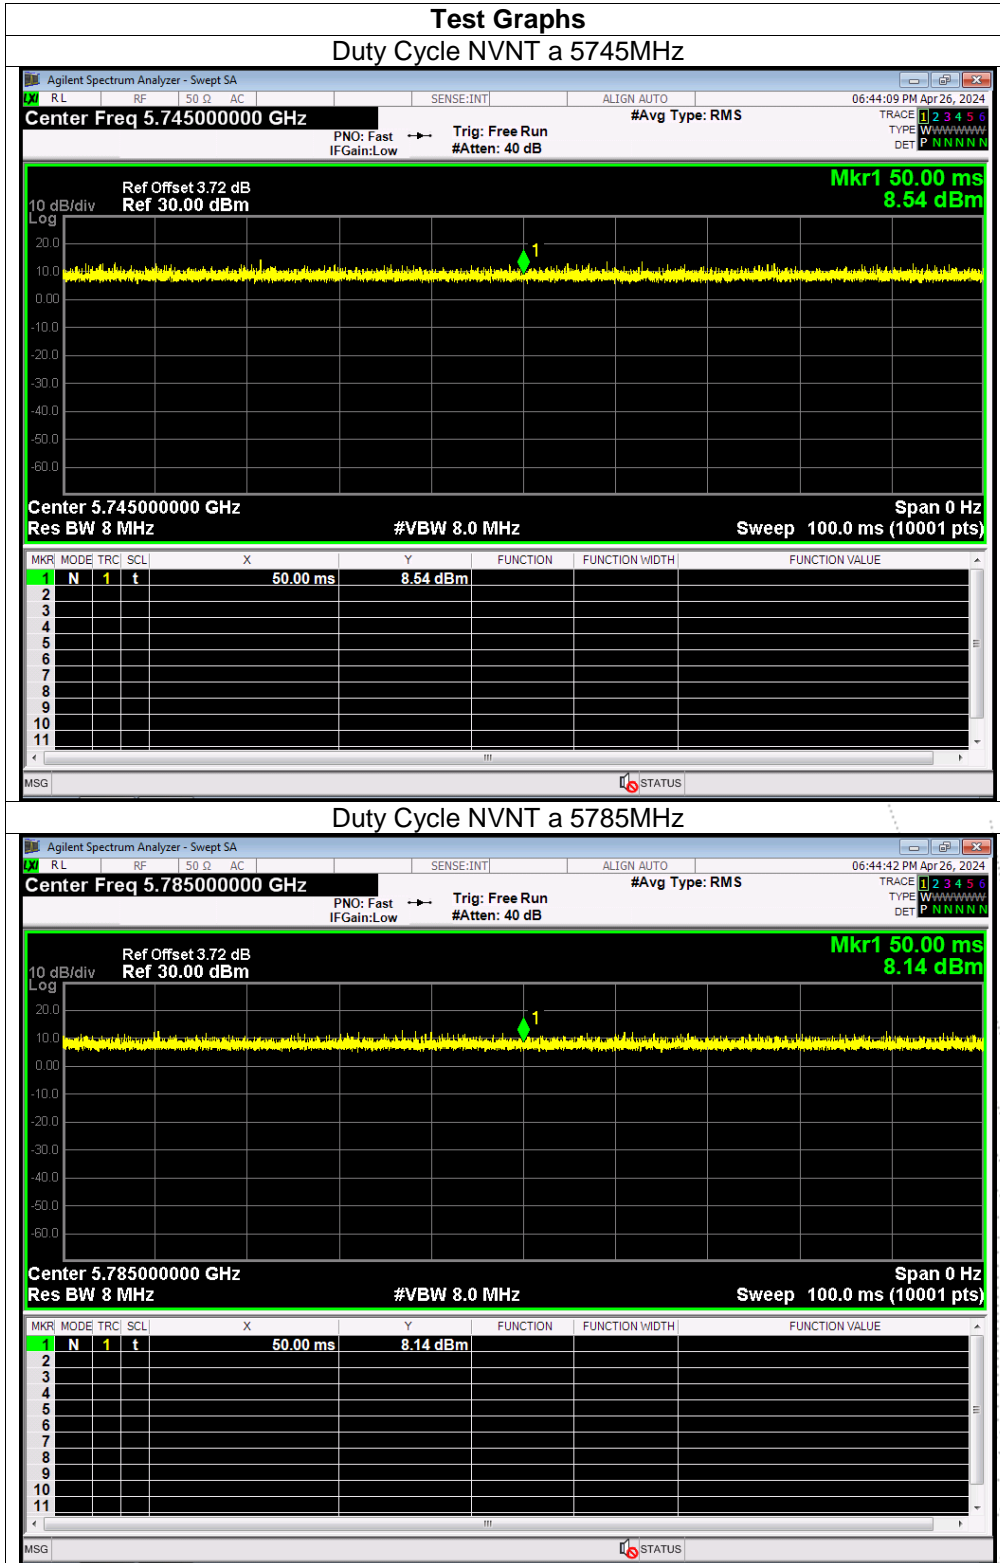 Test Graphs
Duty Cycle NVNT a 5745MHz
Agilent Spectrum Analyzer - Swept SA
LXI RL RF 50 Ω AC SENSE:INT ALIGN AUTO 06:44:09 PM Apr 26, 2024
Center Freq 5.745000000 GHz #Avg Type: RMS TRACE 1 2 3 4 5 6
PNO: Fast Trig: Free Run TYPE WWWWWW
IFGain:Low #Atten: 40 dB DET P N N N N N
Mkr1 50.00 ms
Ref Offset 3.72 dB
10 dB/div Ref 30.00 dBm 8.54 dBm
Log
20.0
1
10.0
0.00
-10.0
-20.0
-30.0
-40.0
-50.0
-60.0
Center 5.745000000 GHz Span 0 Hz
Res BW 8 MHz #VBW 8.0 MHz Sweep 100.0 ms (10001 pts)
MKR MODE TRC SCL X Y FUNCTION FUNCTION WIDTH FUNCTION VALUE
1 N 1 t 50.00 ms 8.54 dBm
2
3
4
5
6
7
8
9
10
11
MSG STATUS
Duty Cycle NVNT a 5785MHz
Agilent Spectrum Analyzer - Swept SA
LXI RL RF 50 Ω AC SENSE:INT ALIGN AUTO 06:44:42 PM Apr 26, 2024
Center Freq 5.785000000 GHz #Avg Type: RMS TRACE 1 2 3 4 5 6
PNO: Fast Trig: Free Run TYPE WWWWWW
IFGain:Low #Atten: 40 dB DET P N N N N N
Mkr1 50.00 ms
Ref Offset 3.72 dB
10 dB/div Ref 30.00 dBm 8.14 dBm
Log
20.0
1
10.0
0.00
-10.0
-20.0
-30.0
-40.0
-50.0
-60.0
Center 5.785000000 GHz Span 0 Hz
Res BW 8 MHz #VBW 8.0 MHz Sweep 100.0 ms (10001 pts)
MKR MODE TRC SCL X Y FUNCTION FUNCTION WIDTH FUNCTION VALUE
1 N 1 t 50.00 ms 8.14 dBm
2
3
4
5
6
7
8
9
10
11
MSG STATUS